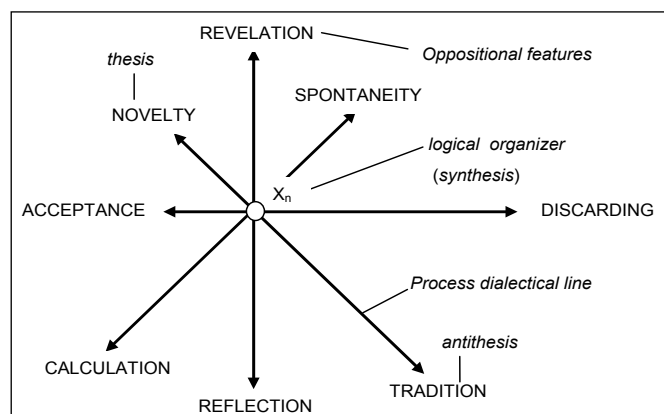 REVELATION
Oppositional features
thesis
SPONTANEITY
NOVELTY
logical organizer
Xn
(synthesis)
ACCEPTANCE
DISCARDING
Process dialectical line
antithesis
CALCULATION
TRADITION
REFLECTION